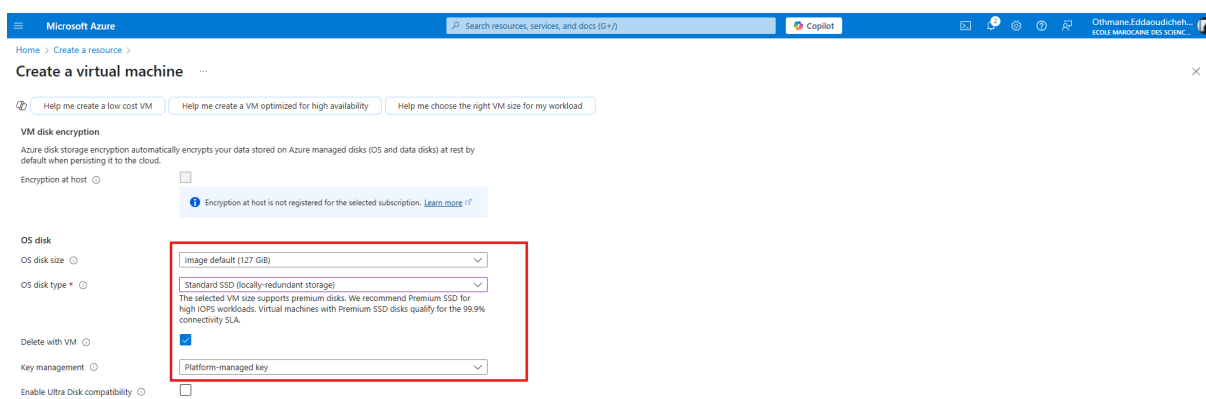 Microsoft Azure
Search resources, services, and docs (G+/)
Copilot
2
Othmane.Eddaoudicheh...
ECOLE MAROCAINE DES SCIENC...
Home > Create a resource >
Create a virtual machine ...
Help me create a low cost VM
Help me create a VM optimized for high availability
Help me choose the right VM size for my workload
VM disk encryption
Azure disk storage encryption automatically encrypts your data stored on Azure managed disks (OS and data disks) at rest by
default when persisting it to the cloud.
Encryption at host
Encryption at host is not registered for the selected subscription. Learn more
OS disk
OS disk size
Image default (127 GiB)
OS disk type *
Standard SSD (locally-redundant storage)
The selected VM size supports premium disks. We recommend Premium SSD for
high IOPS workloads. Virtual machines with Premium SSD disks qualify for the 99.9%
connectivity SLA.
Delete with VM
Key management
Platform-managed key
Enable Ultra Disk compatibility